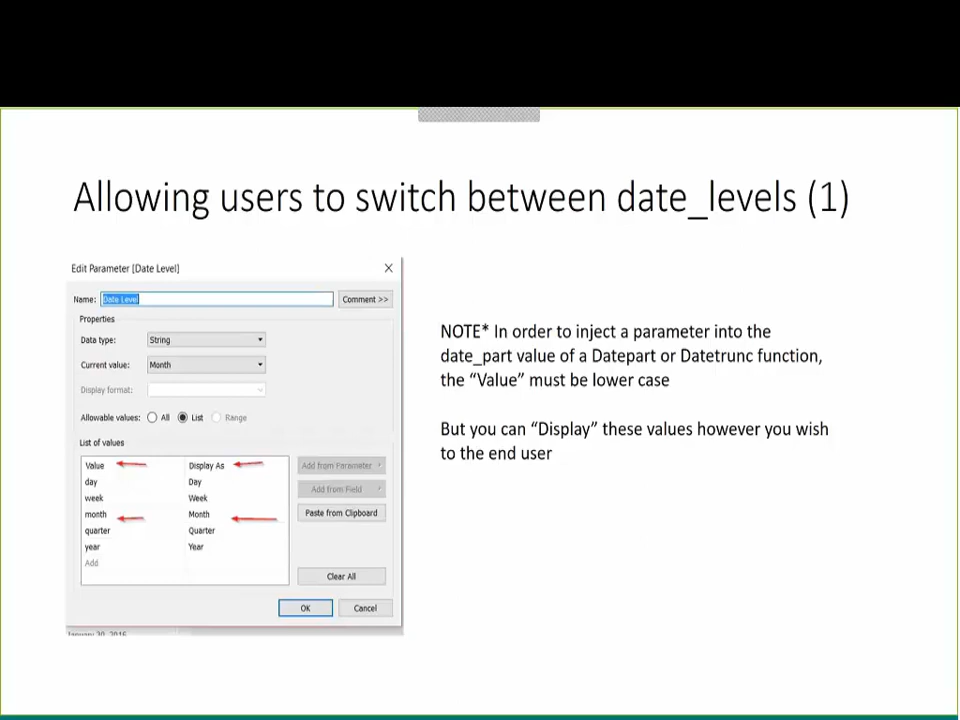 Allowing users to switch between date_levels (1)
Edit Parameter [Date Level]
Name: Date Level Comment >>
Properties
Data type: String
Current value: Month
Display format:
Allowable values: All List Range
List of values
Value Display As
day Day
week Week
month Month
quarter Quarter
year Year
Add
Add from Parameter
Add from Field
Paste from Clipboard
Clear All
OK Cancel
January 30, 2016
NOTE* In order to inject a parameter into the
date_part value of a Datepart or Datetrunc function,
the “Value” must be lower case
But you can “Display” these values however you wish
to the end user